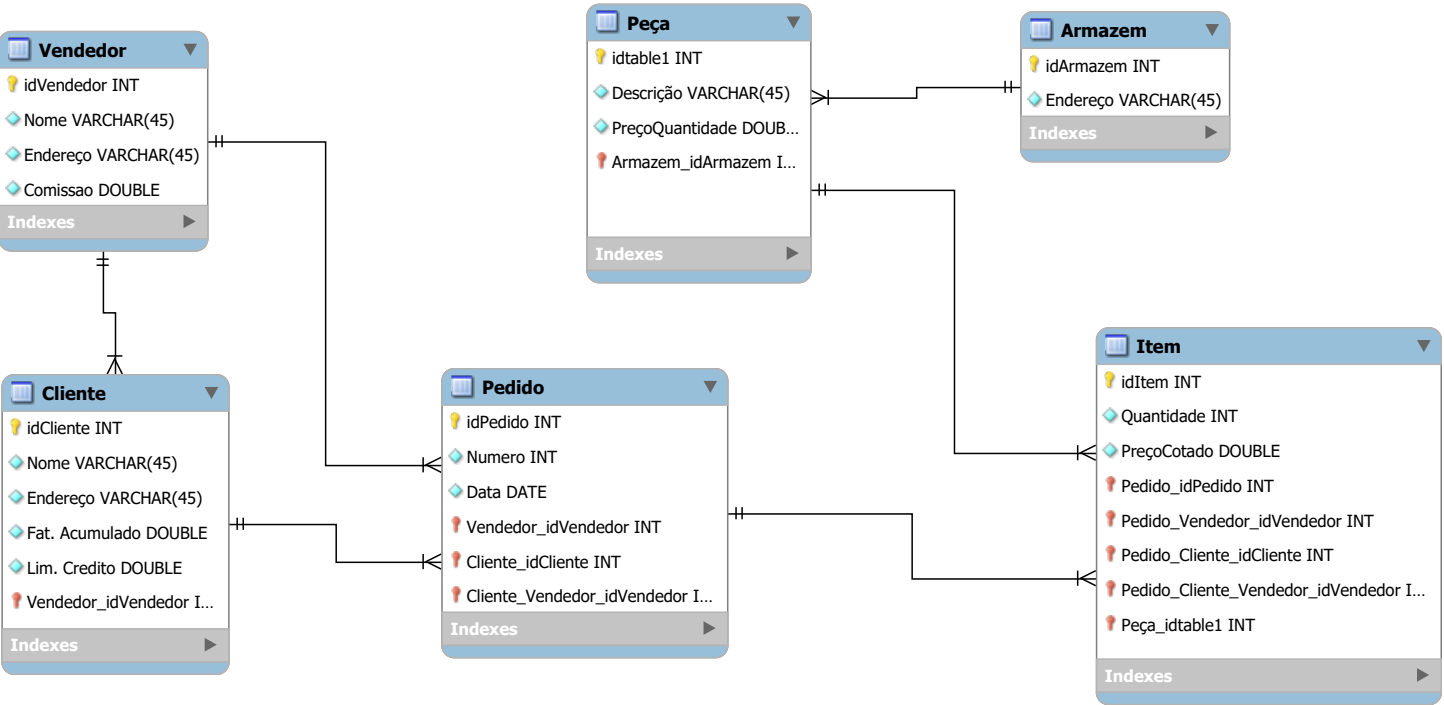 Vendedor
idVendedor INT
Nome VARCHAR(45)
Endereço VARCHAR(45)
Comissao DOUBLE
Indexes
Peça
idtable1 INT
Descrição VARCHAR(45)
PreçoQuantidade DOUB...
Armazem_idArmazem I...
Indexes
Armazem
idArmazem INT
Endereço VARCHAR(45)
Indexes
Cliente
idCliente INT
Nome VARCHAR(45)
Endereço VARCHAR(45)
Fat. Acumulado DOUBLE
Lim. Credito DOUBLE
Vendedor_idVendedor I...
Indexes
Pedido
idPedido INT
Numero INT
Data DATE
Vendedor_idVendedor INT
Cliente_idCliente INT
Cliente_Vendedor_idVendedor I...
Indexes
Item
idItem INT
Quantidade INT
PreçoCotado DOUBLE
Pedido_idPedido INT
Pedido_Vendedor_idVendedor INT
Pedido_Cliente_idCliente INT
Pedido_Cliente_Vendedor_idVendedor I...
Peça_idtable1 INT
Indexes